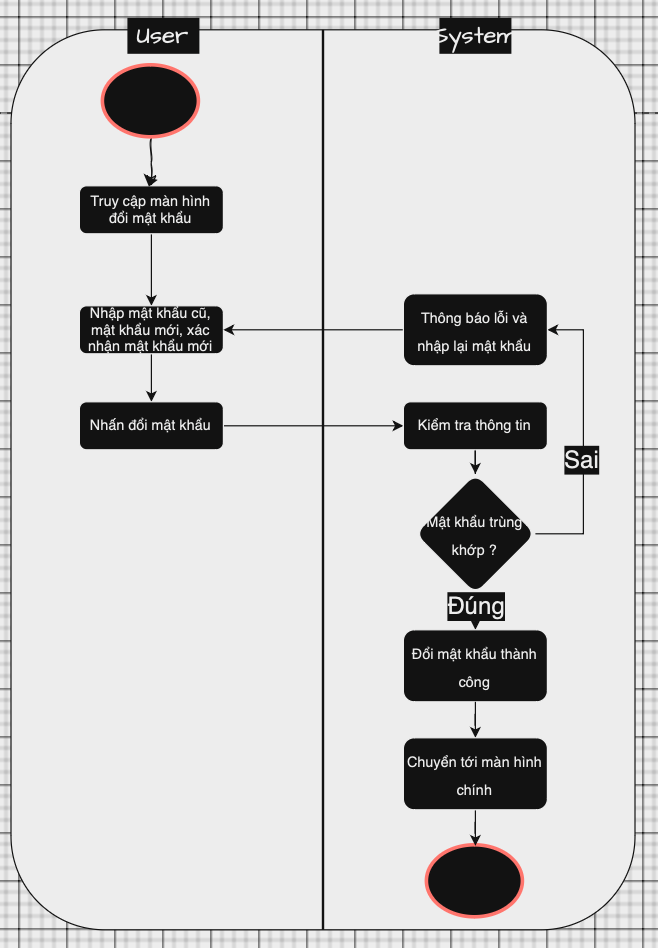 User
System
Truy cập màn hình
đổi mật khẩu
Nhập mật khẩu cũ,
mật khẩu mới, xác
nhận mật khẩu mới
Thông báo lỗi và
nhập lại mật khẩu
Nhấn đổi mật khẩu
Kiểm tra thông tin
Sai
Mật khẩu trùng
khớp ?
Đúng
Đổi mật khẩu thành
công
Chuyển tới màn hình
chính